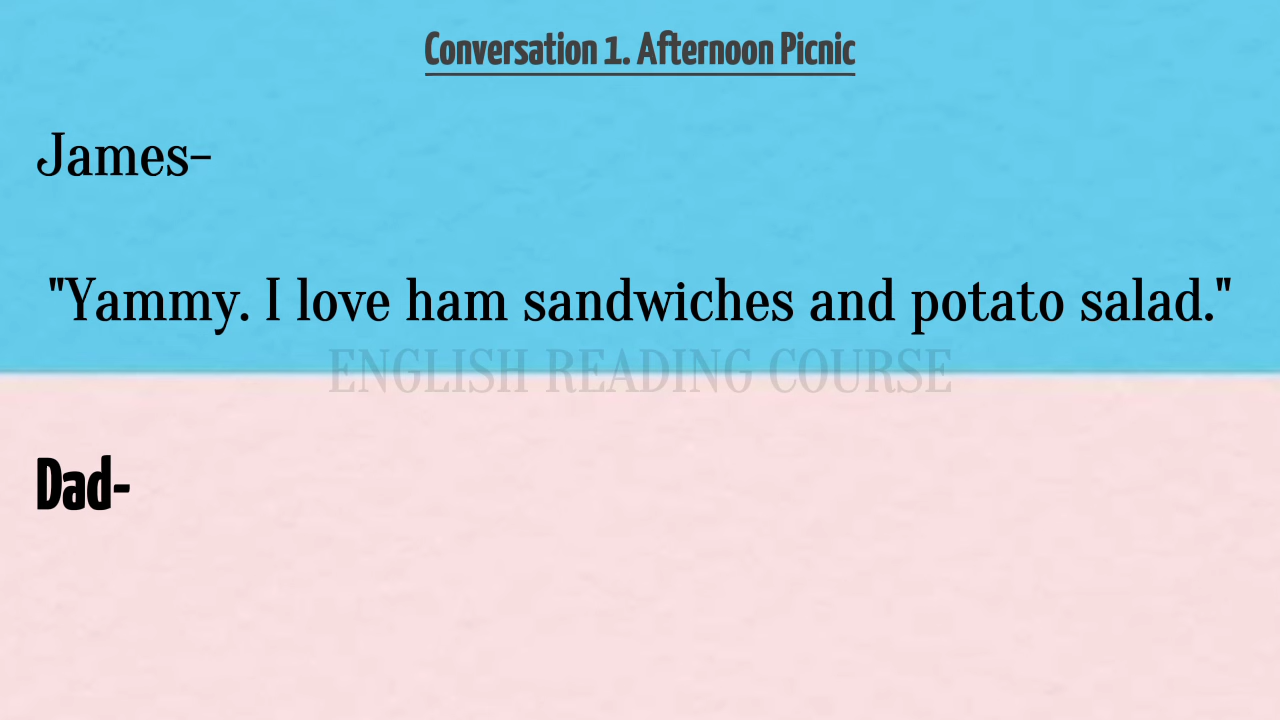 Conversation 1. Afternoon Picnic
James-
"Yammy. I love ham sandwiches and potato salad."
ENGLISH READING COURSE
Dad-